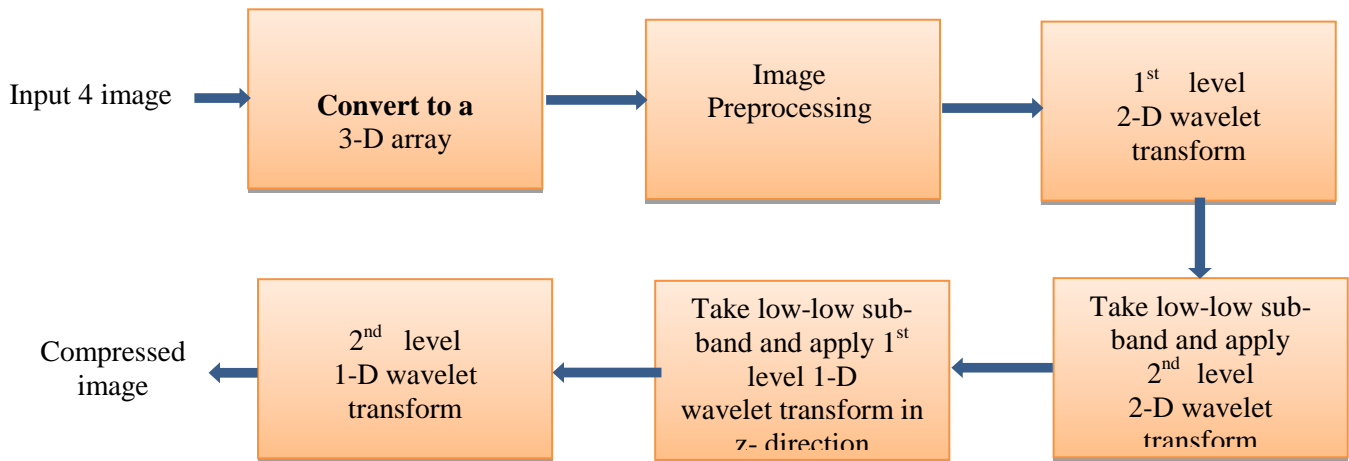 Input 4 image
Convert to a
3-D array
Image
Preprocessing
1st level
2-D wavelet
transform
Take low-low sub-
band and apply
2nd level
2-D wavelet
transform
Take low-low sub-
band and apply 1st
level 1-D
wavelet transform in
z- direction
2nd level
1-D wavelet
transform
Compressed
image